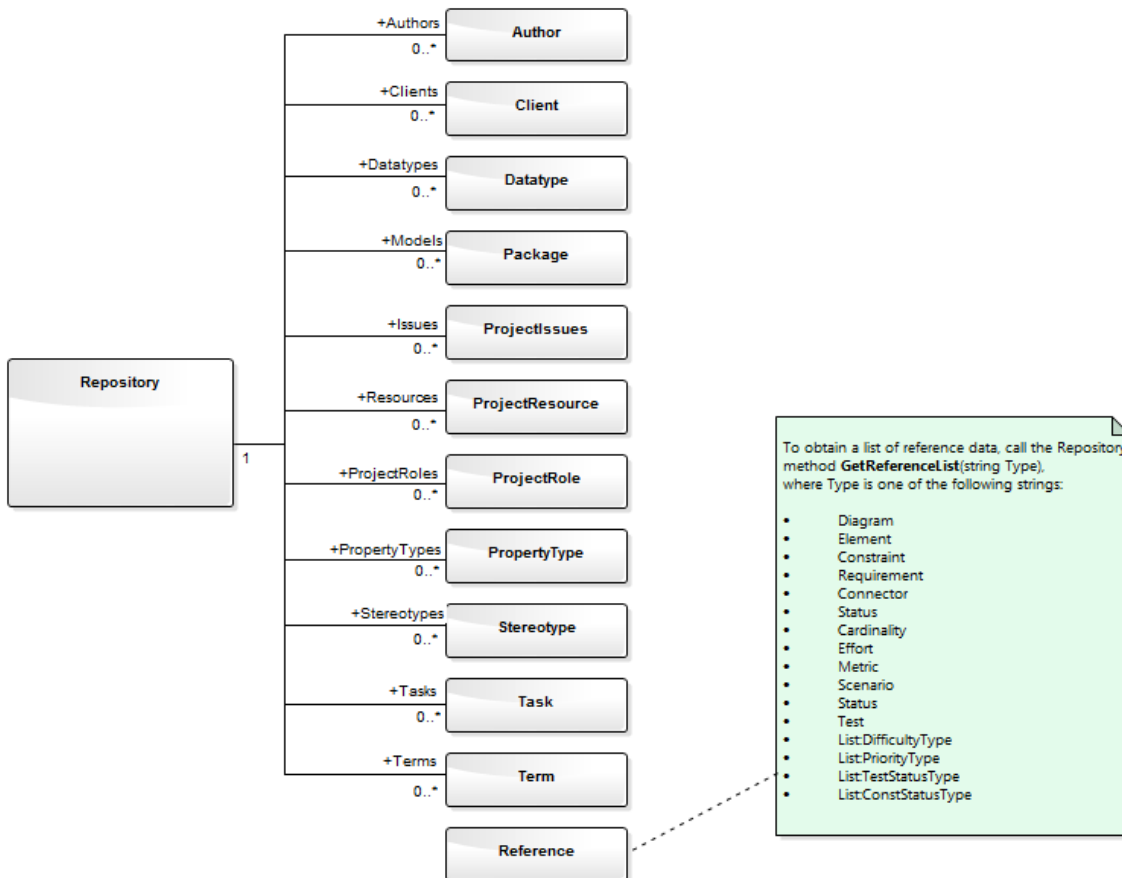 +Authors
0..*
Author
+Clients
0..*
Client
+Datatypes
0..*
Datatype
+Models
0..*
Package
+Issues
0..*
ProjectIssues
Repository
1
+Resources
0..*
ProjectResource
+ProjectRoles
0..*
ProjectRole
+PropertyTypes
0..*
PropertyType
+Stereotypes
0..*
Stereotype
+Tasks
0..*
Task
+Terms
0..*
Term
Reference
To obtain a list of reference data, call the Repository
method GetReferenceList(string Type),
where Type is one of the following strings:
• Diagram
• Element
• Constraint
• Requirement
• Connector
• Status
• Cardinality
• Effort
• Metric
• Scenario
• Status
• Test
• List:DifficultyType
• List:PriorityType
• List:TestStatusType
• List:ConstStatusType